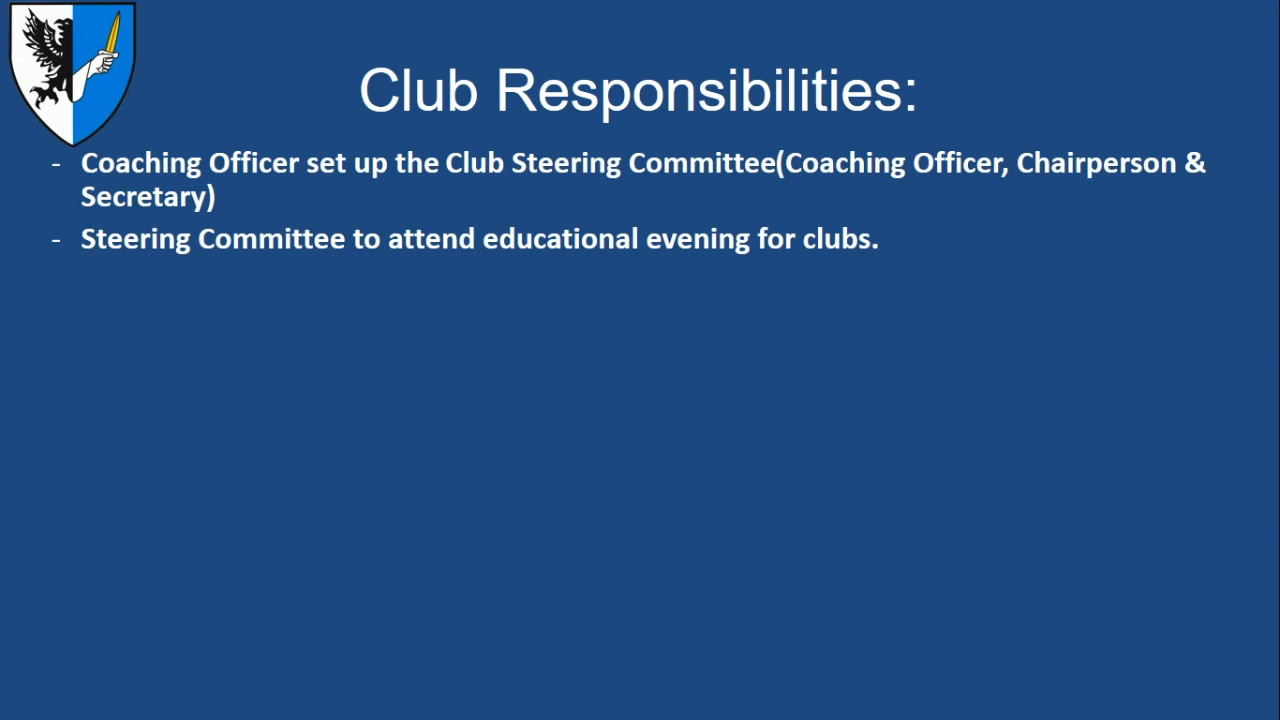 Club Responsibilities:
- Coaching Officer set up the Club Steering Committee(Coaching Officer, Chairperson &
Secretary)
- Steering Committee to attend educational evening for clubs.